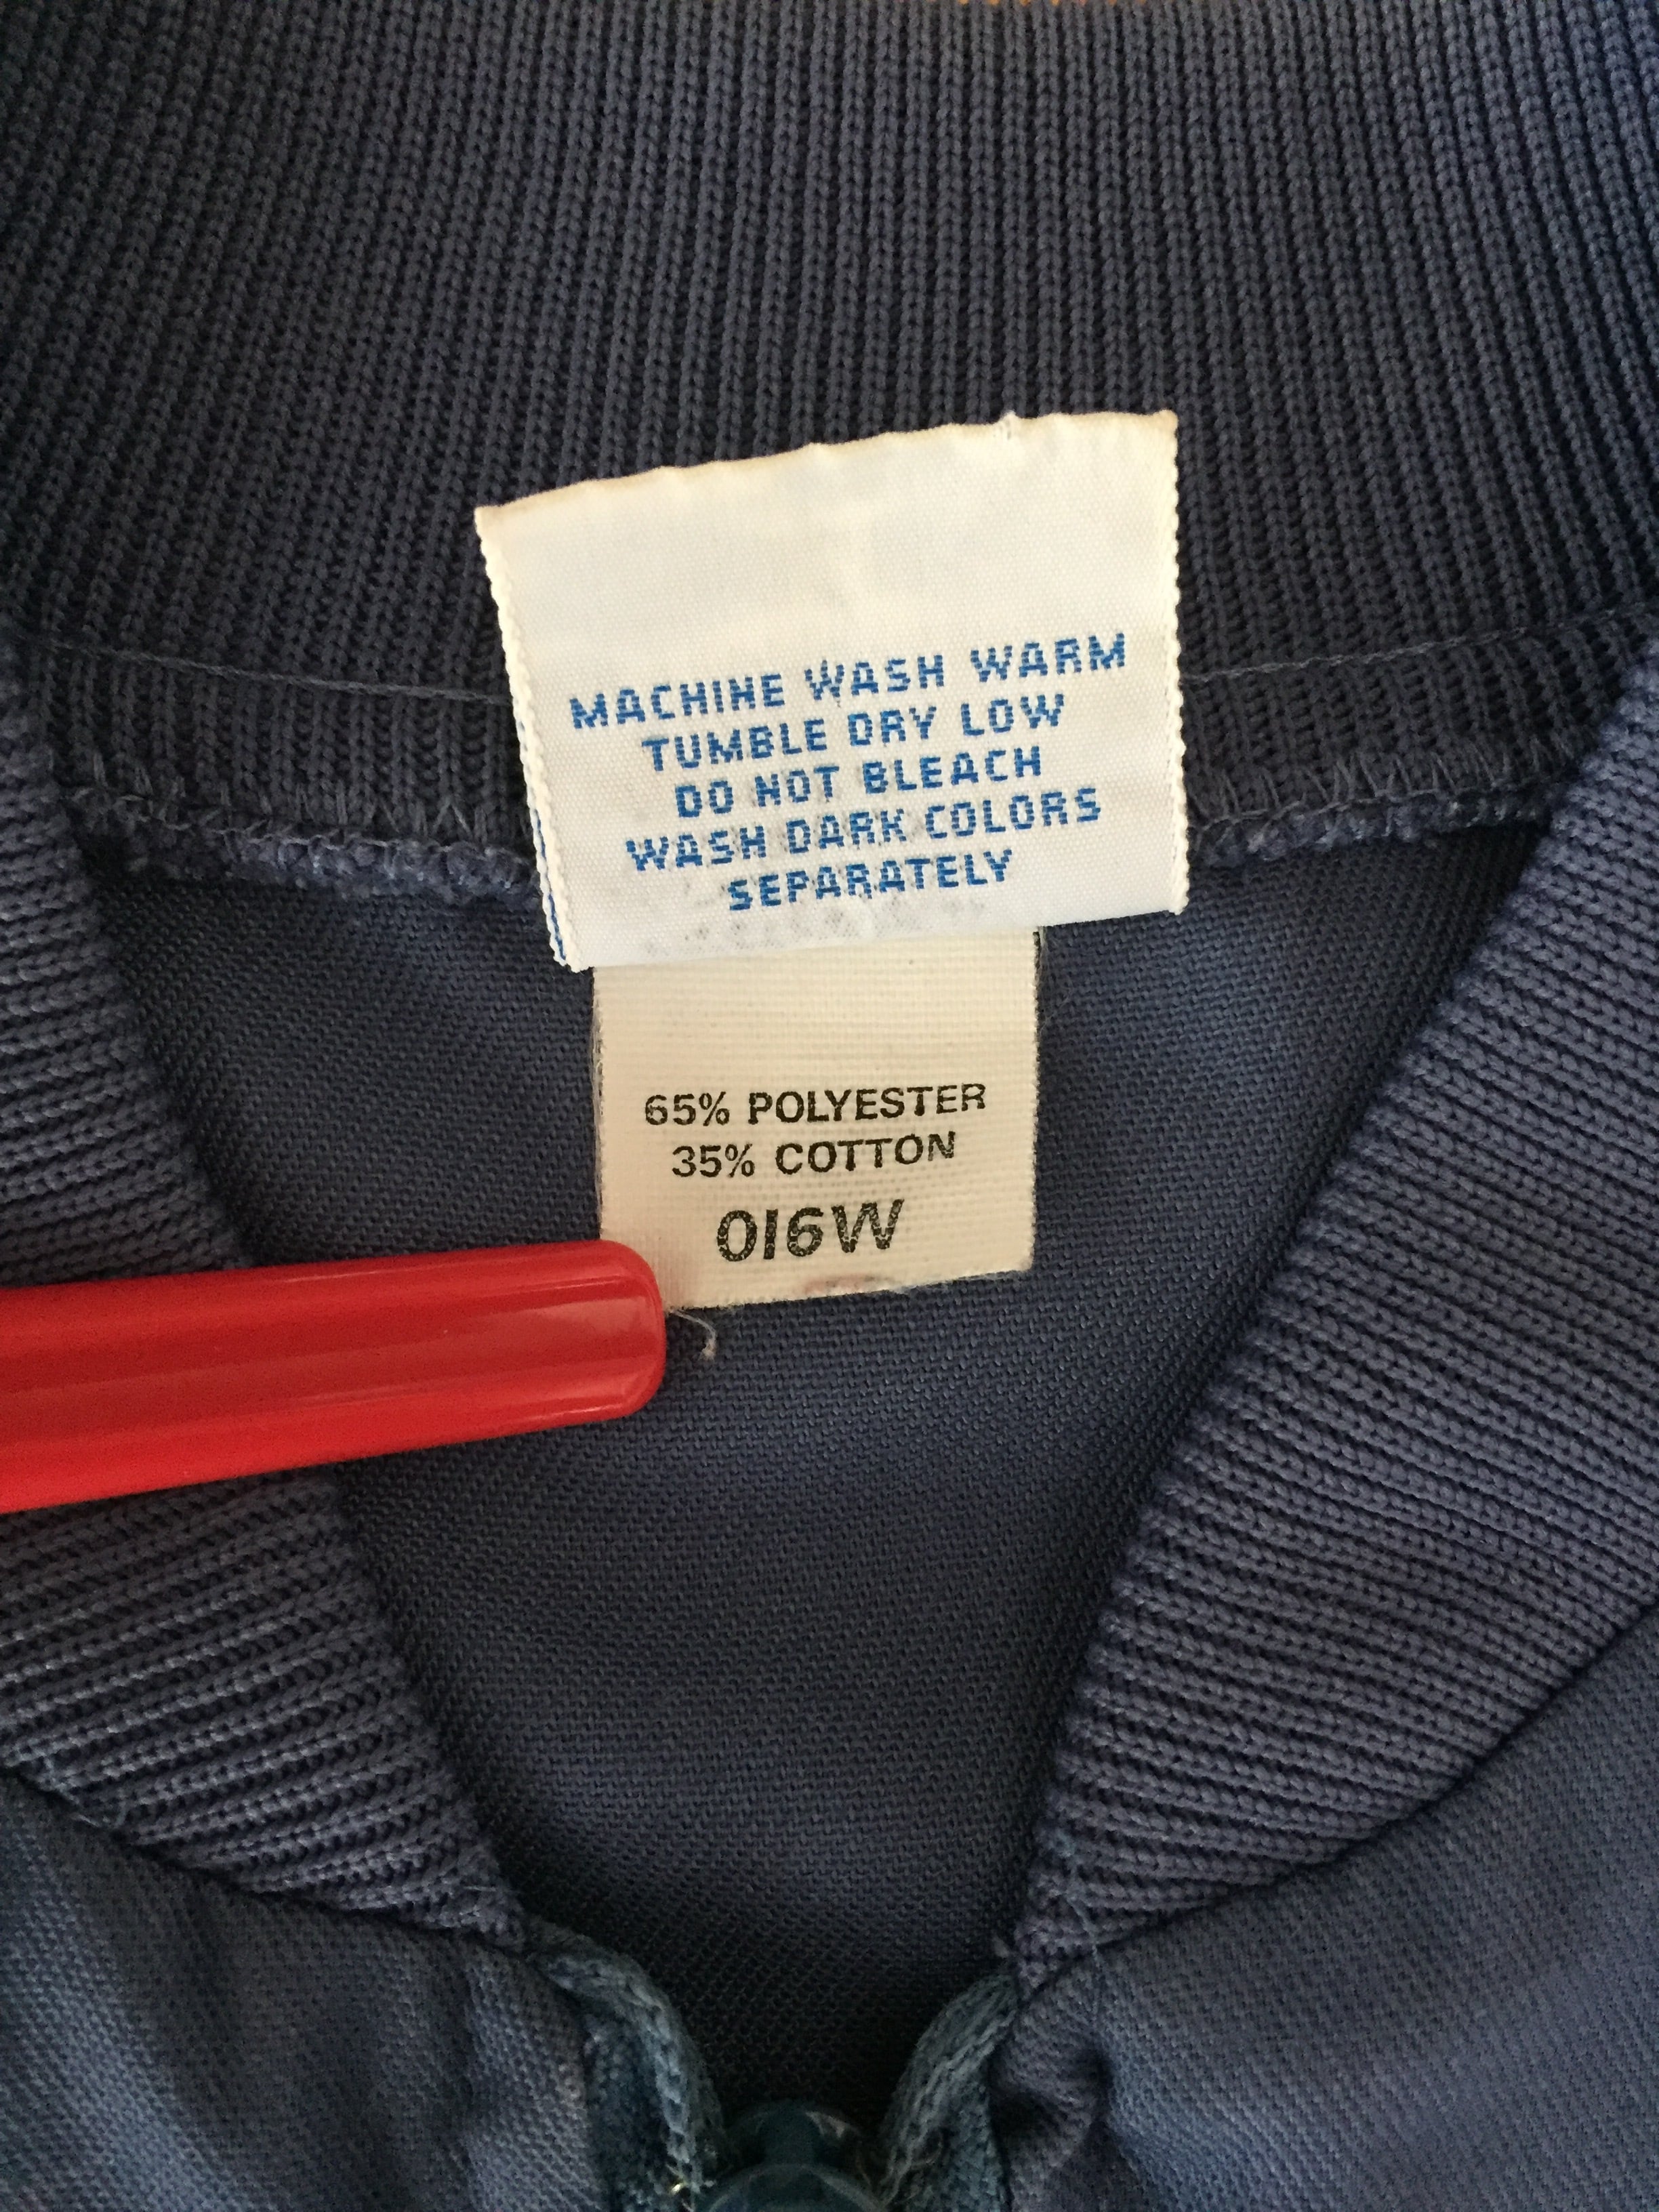 MACHINE WASH WARM
TUMBLE DRY LOW
DO NOT BLEACH
WASH DARK COLORS
SEPARATELY
65% POLYESTER
35% COTTON
016W